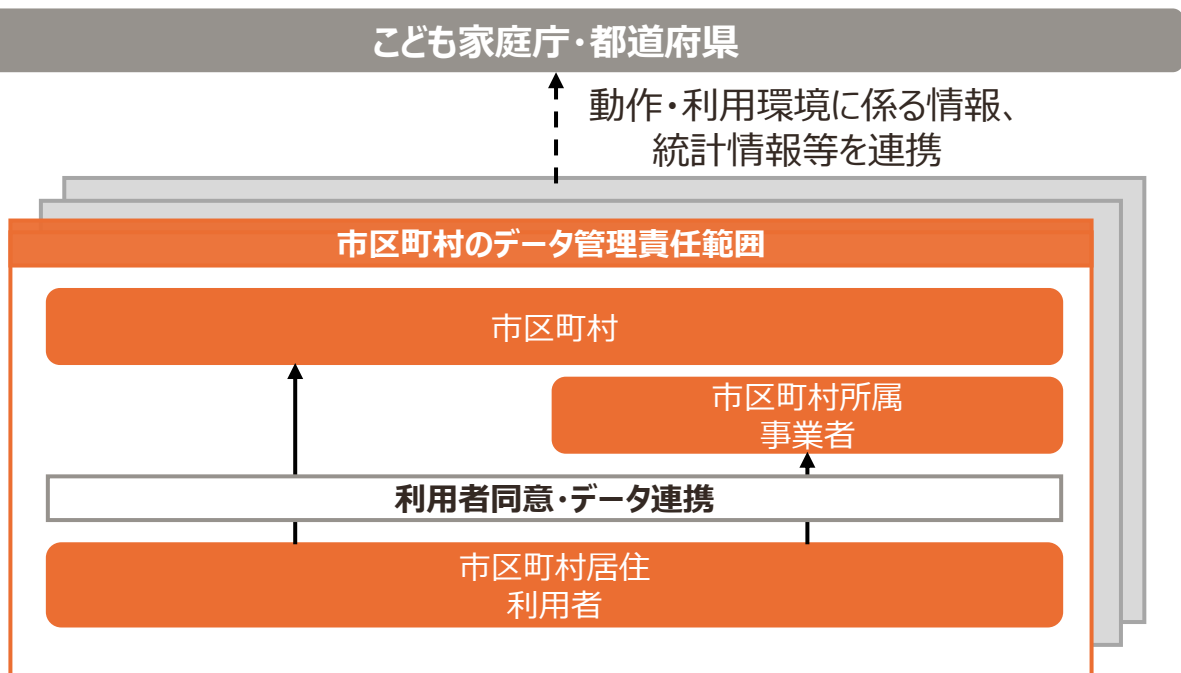 こども家庭庁・都道府県
動作・利用環境に係る情報、
統計情報等を連携
市区町村のデータ管理責任範囲
市区町村
市区町村所属
事業者
利用者同意・データ連携
市区町村居住
利用者